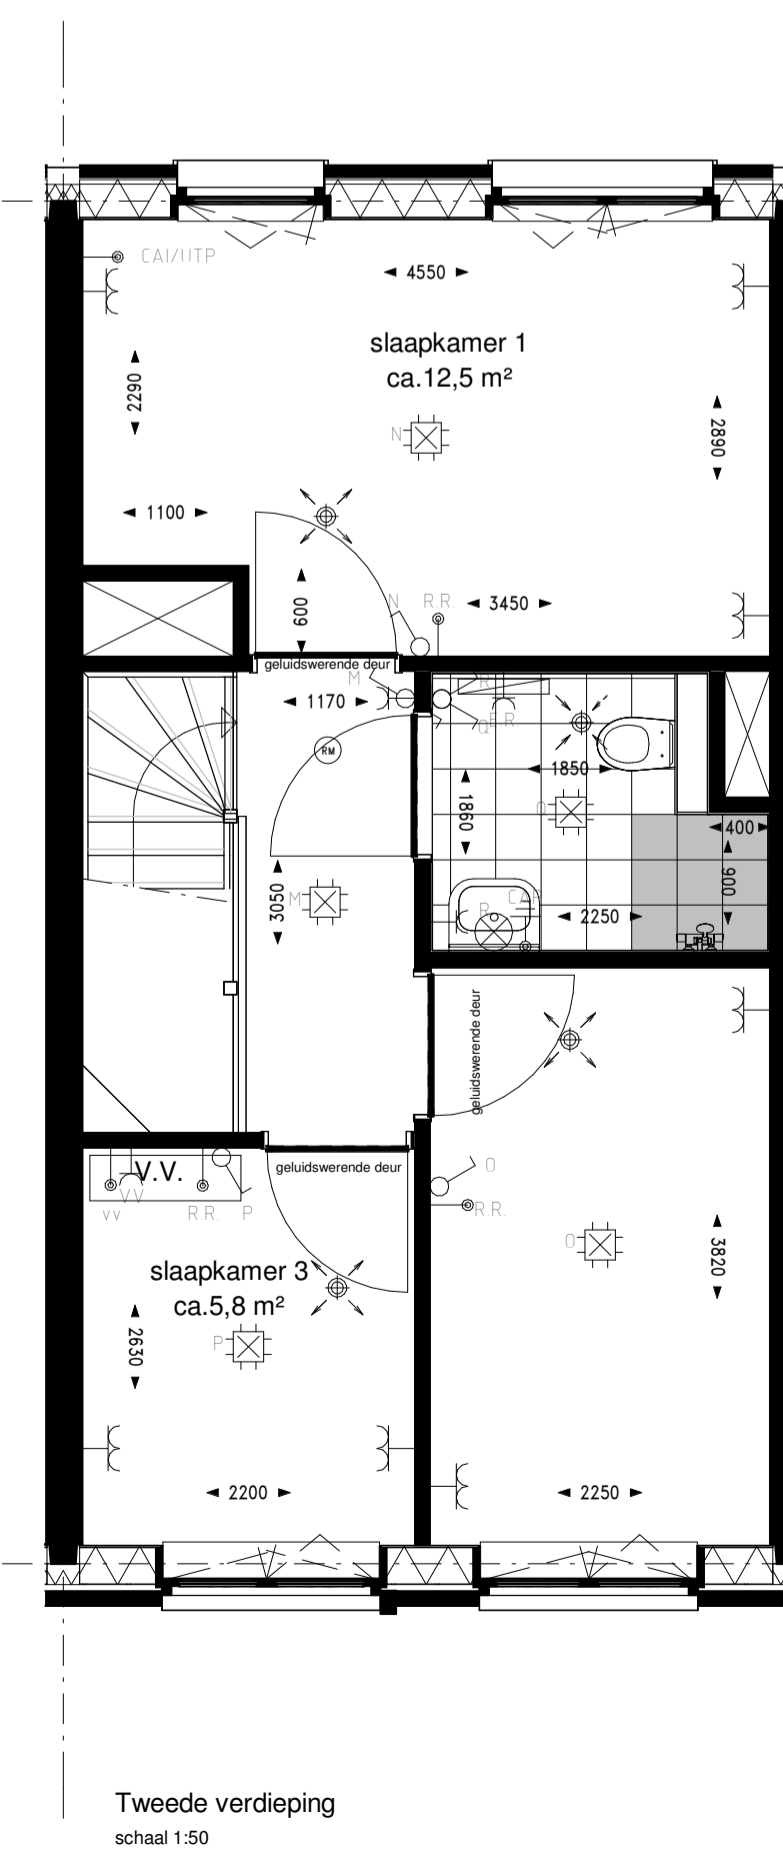 CAI/UTP
4550
slaapkamer 1
ca.12,5 m²
2290
2890
N
1100
600
N R.R.
3450
geluidswerende deur
M
1170
R
Q
RM
1850
1860
Q
400
900
M
3050
R
2250
geluidswerende deur
geluidswerende deur
V.V.
VV
vv
R.R.
P
O
R.R.
O
3820
slaapkamer 3
ca.5,8 m²
2630
P
2200
2250
Tweede verdieping
schaal 1:50